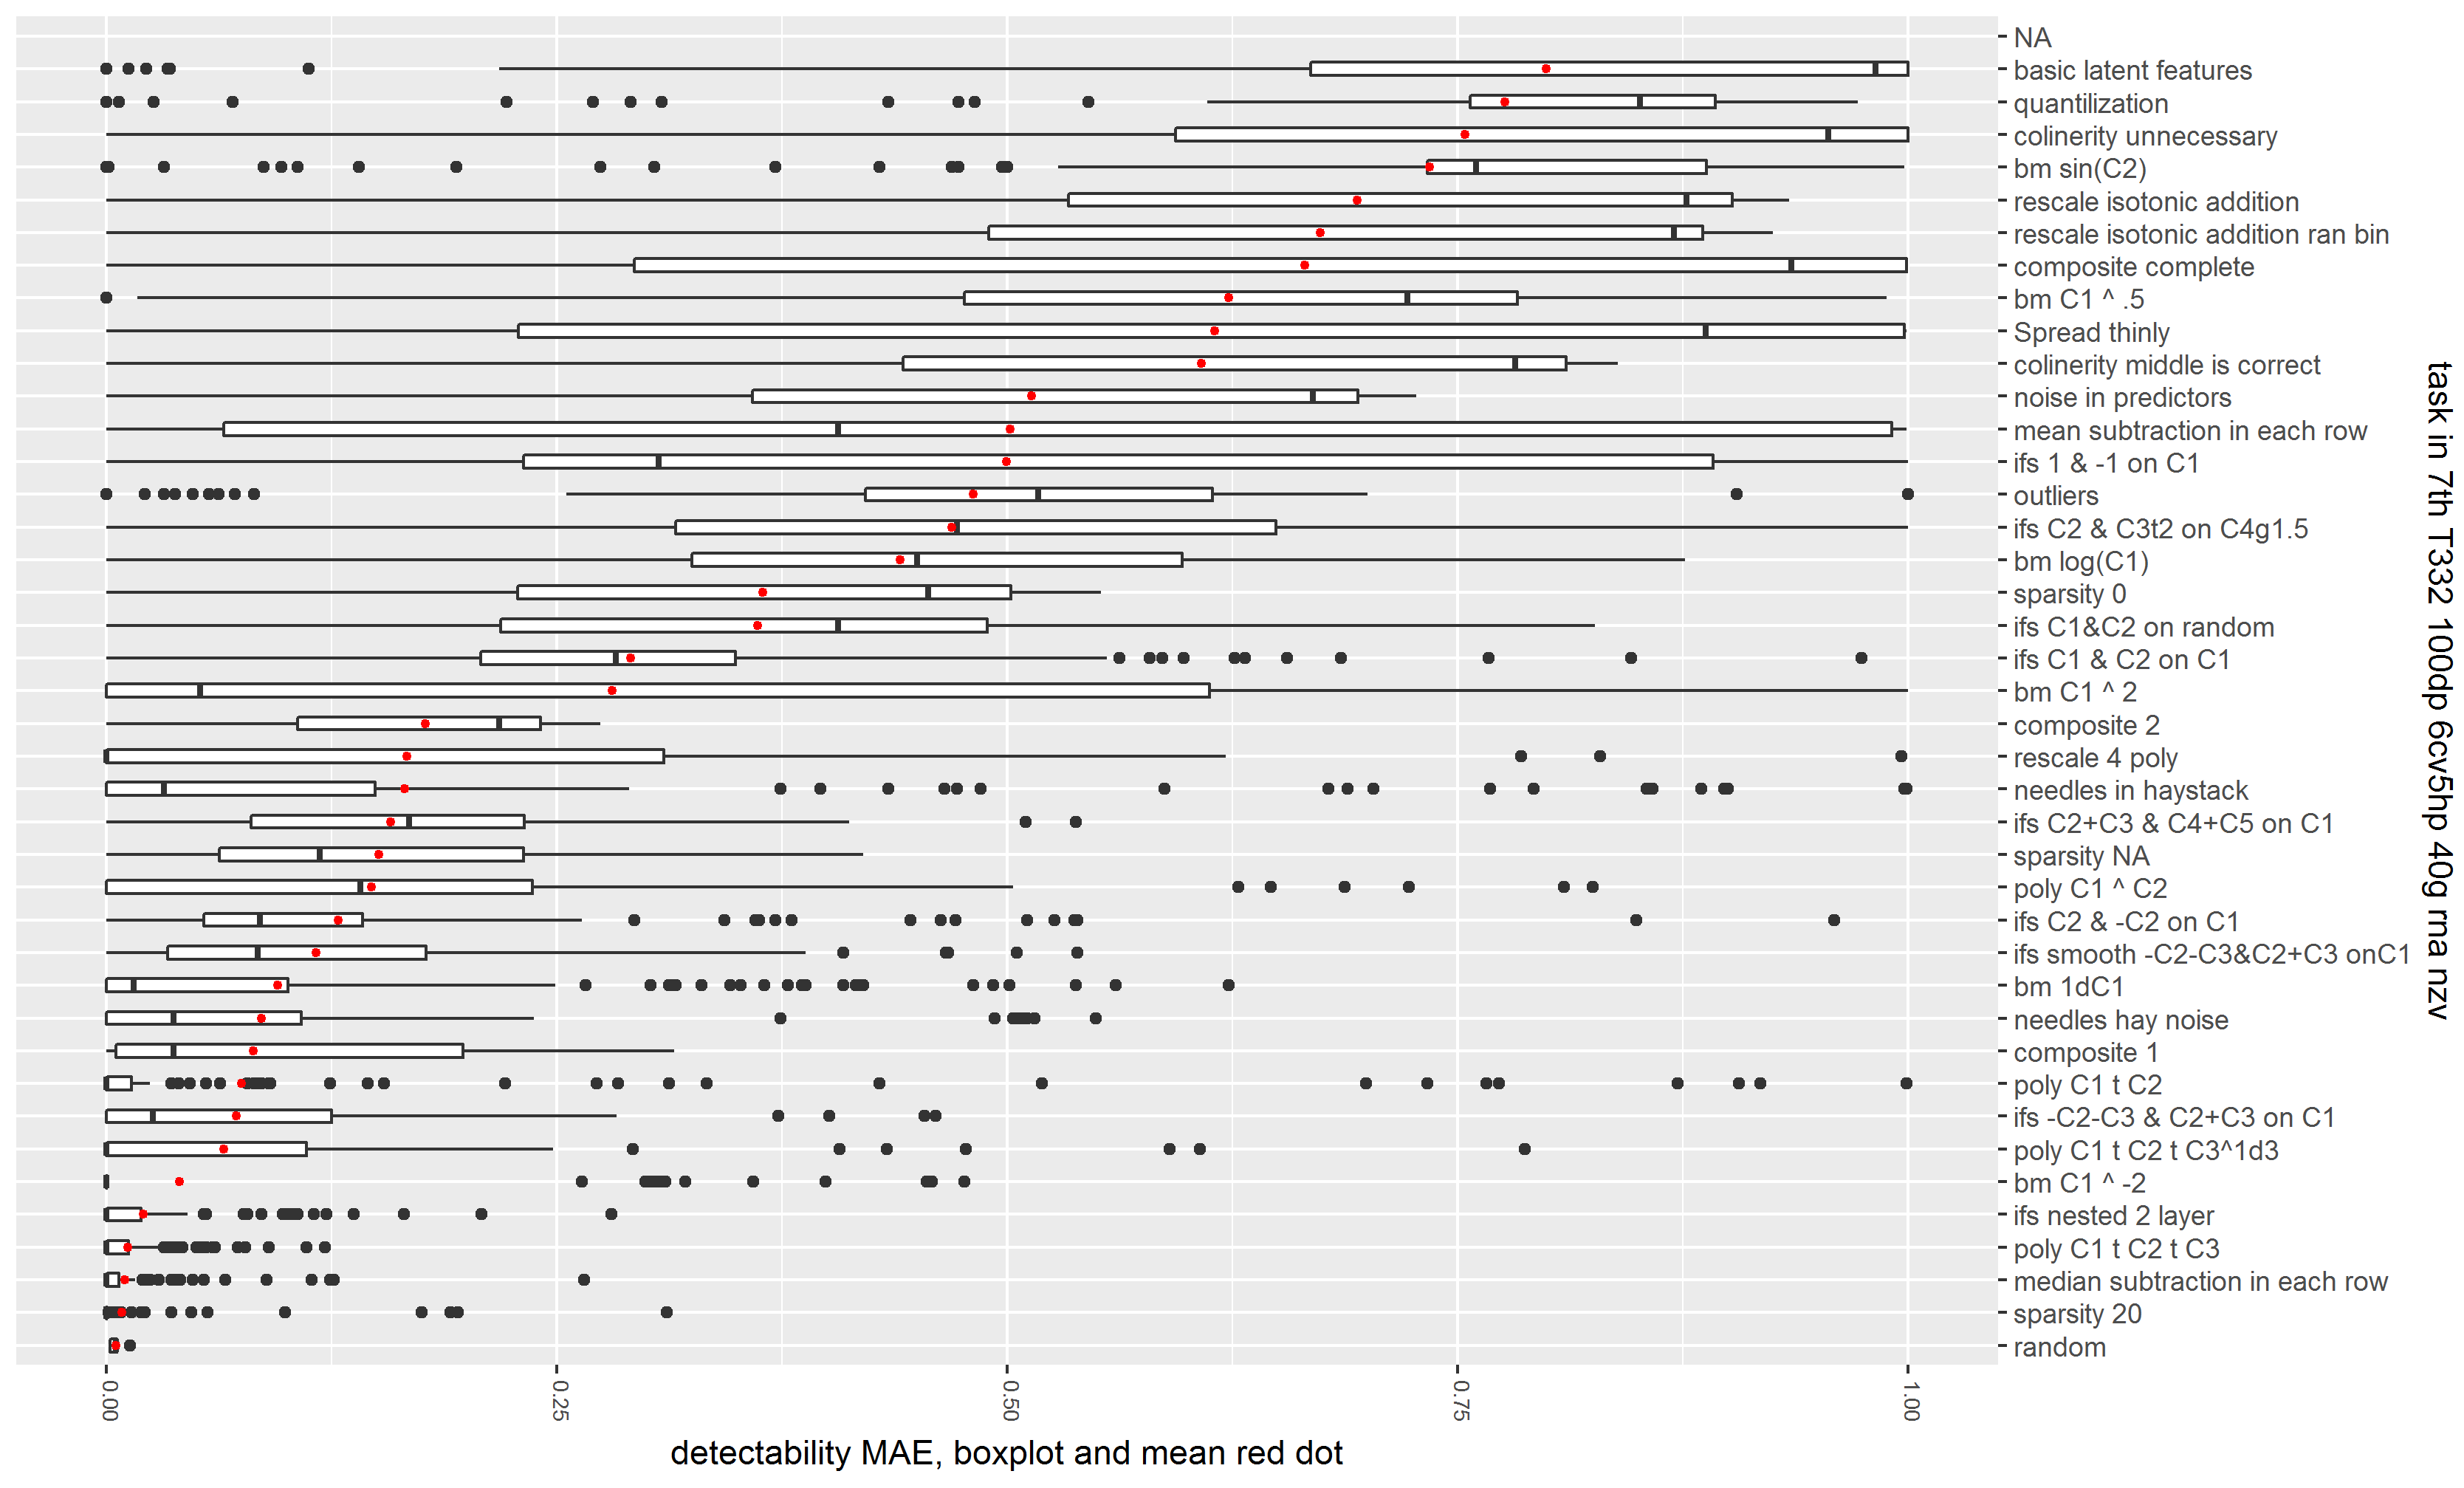 NA
basic latent features
quantilization
colinerity unnecessary
bm sin(C2)
rescale isotonic addition
rescale isotonic addition ran bin
composite complete
bm C1 ^ .5
Spread thinly
colinerity middle is correct
noise in predictors
mean subtraction in each row
ifs 1 & -1 on C1
outliers
ifs C2 & C3t2 on C4g1.5
bm log(C1)
sparsity 0
ifs C1&C2 on random
ifs C1 & C2 on C1
bm C1 ^ 2
composite 2
rescale 4 poly
needles in haystack
ifs C2+C3 & C4+C5 on C1
sparsity NA
poly C1 ^ C2
ifs C2 & -C2 on C1
ifs smooth -C2-C3&C2+C3 onC1
bm 1dC1
needles hay noise
composite 1
poly C1 t C2
ifs -C2-C3 & C2+C3 on C1
poly C1 t C2 t C3^1d3
bm C1 ^ -2
ifs nested 2 layer
poly C1 t C2 t C3
median subtraction in each row
sparsity 20
random
task in 7th T332 100dp 6cv5hp 40g rna nzv
0.00
0.25
0.50
0.75
1.00
detectability MAE, boxplot and mean red dot